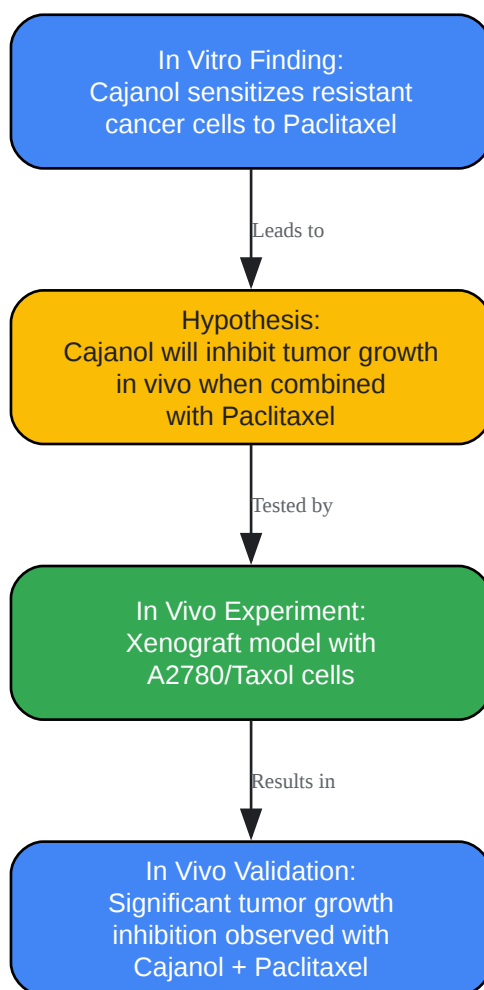 In Vitro Finding:
Cajanol sensitizes resistant
cancer cells to Paclitaxel
Leads to
Hypothesis:
Cajanol will inhibit tumor growth
in vivo when combined
with Paclitaxel
Tested by
In Vivo Experiment:
Xenograft model with
A2780/Taxol cells
Results in
In Vivo Validation:
Significant tumor growth
inhibition observed with
Cajanol + Paclitaxel